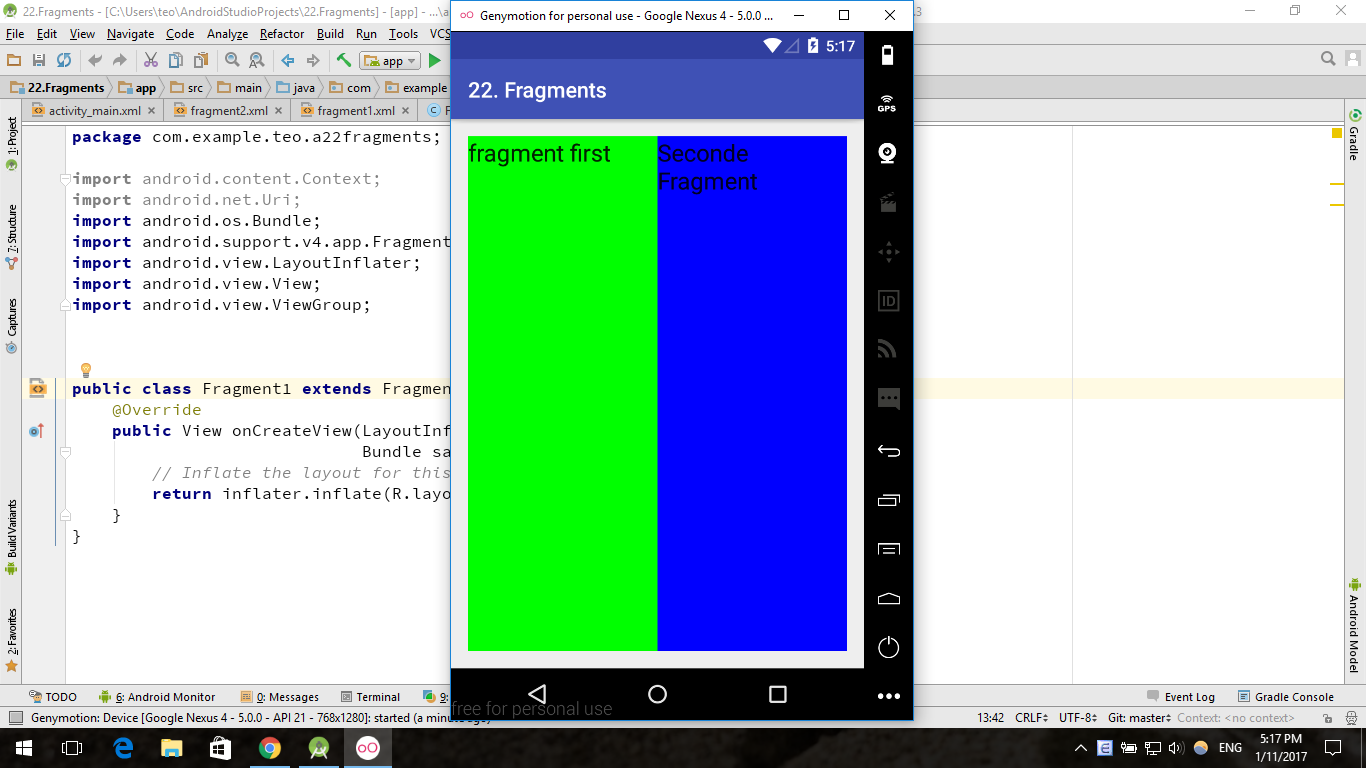 22.Fragments - [C:\Users\teo\AndroidStudioProjects\22.Fragments] - [app] - ...\a
Genymotion for personal use - Google Nexus 4 - 5.0.0 ...
File Edit View Navigate Code Analyze Refactor Build Run Tools VCS
5:17
app
22.Fragments app src main java com example
22. Fragments
GPS
activity_main.xml fragment2.xml fragment1.xml
package com.example.teo.a22fragments;
import android.content.Context;
import android.net.Uri;
import android.os.Bundle;
import android.support.v4.app.Fragment
import android.view.LayoutInflater;
import android.view.View;
import android.view.ViewGroup;
public class Fragment1 extends Fragmen
@Override
public View onCreateView(LayoutInf
Bundle sa
// Inflate the layout for this
return inflater.inflate(R.layo
}
}
fragment first
Seconde
Fragment
ID
1: Project
7: Structure
Captures
Build Variants
2: Favorites
Gradle
Android Model
free for personal use
TODO 6: Android Monitor 0: Messages Terminal 9: Event Log Gradle Console
Genymotion: Device [Google Nexus 4 - 5.0.0 - API 21 - 768x1280]: started (a minu 13:42 CRLF UTF-8 Git: master Context: <no context>
ENG
5:17 PM
1/11/2017